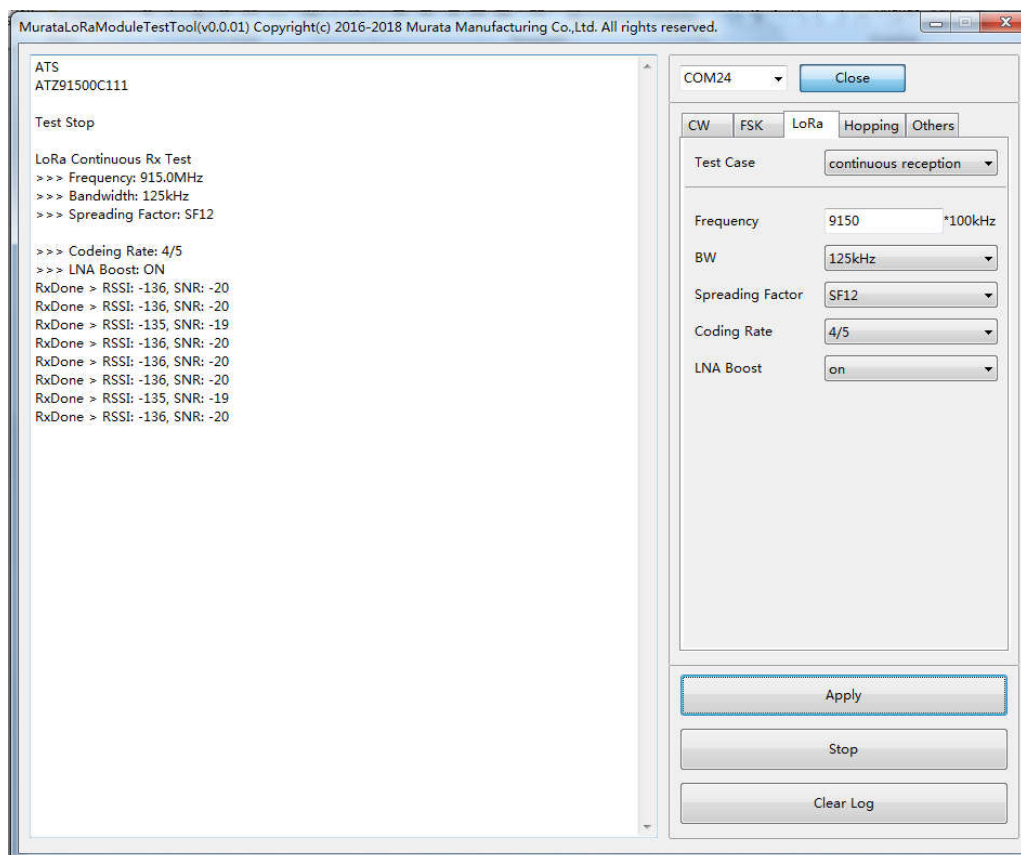 MurataLoRaModuleTestTool(v0.0.01) Copyright(c) 2016-2018 Murata Manufacturing Co.,Ltd. All rights reserved.
ATS
ATZ91500C111
Test Stop
LoRa Continuous Rx Test
>>> Frequency: 915.0MHz
>>> Bandwidth: 125kHz
>>> Spreading Factor: SF12
>>> Codeing Rate: 4/5
>>> LNA Boost: ON
RxDone > RSSI: -136, SNR: -20
RxDone > RSSI: -136, SNR: -20
RxDone > RSSI: -135, SNR: -19
RxDone > RSSI: -136, SNR: -20
RxDone > RSSI: -136, SNR: -20
RxDone > RSSI: -136, SNR: -20
RxDone > RSSI: -135, SNR: -19
RxDone > RSSI: -136, SNR: -20
COM24 Close
CW FSK LoRa Hopping Others
Test Case continuous reception
Frequency 9150 *100kHz
BW 125kHz
Spreading Factor SF12
Coding Rate 4/5
LNA Boost on
Apply
Stop
Clear Log